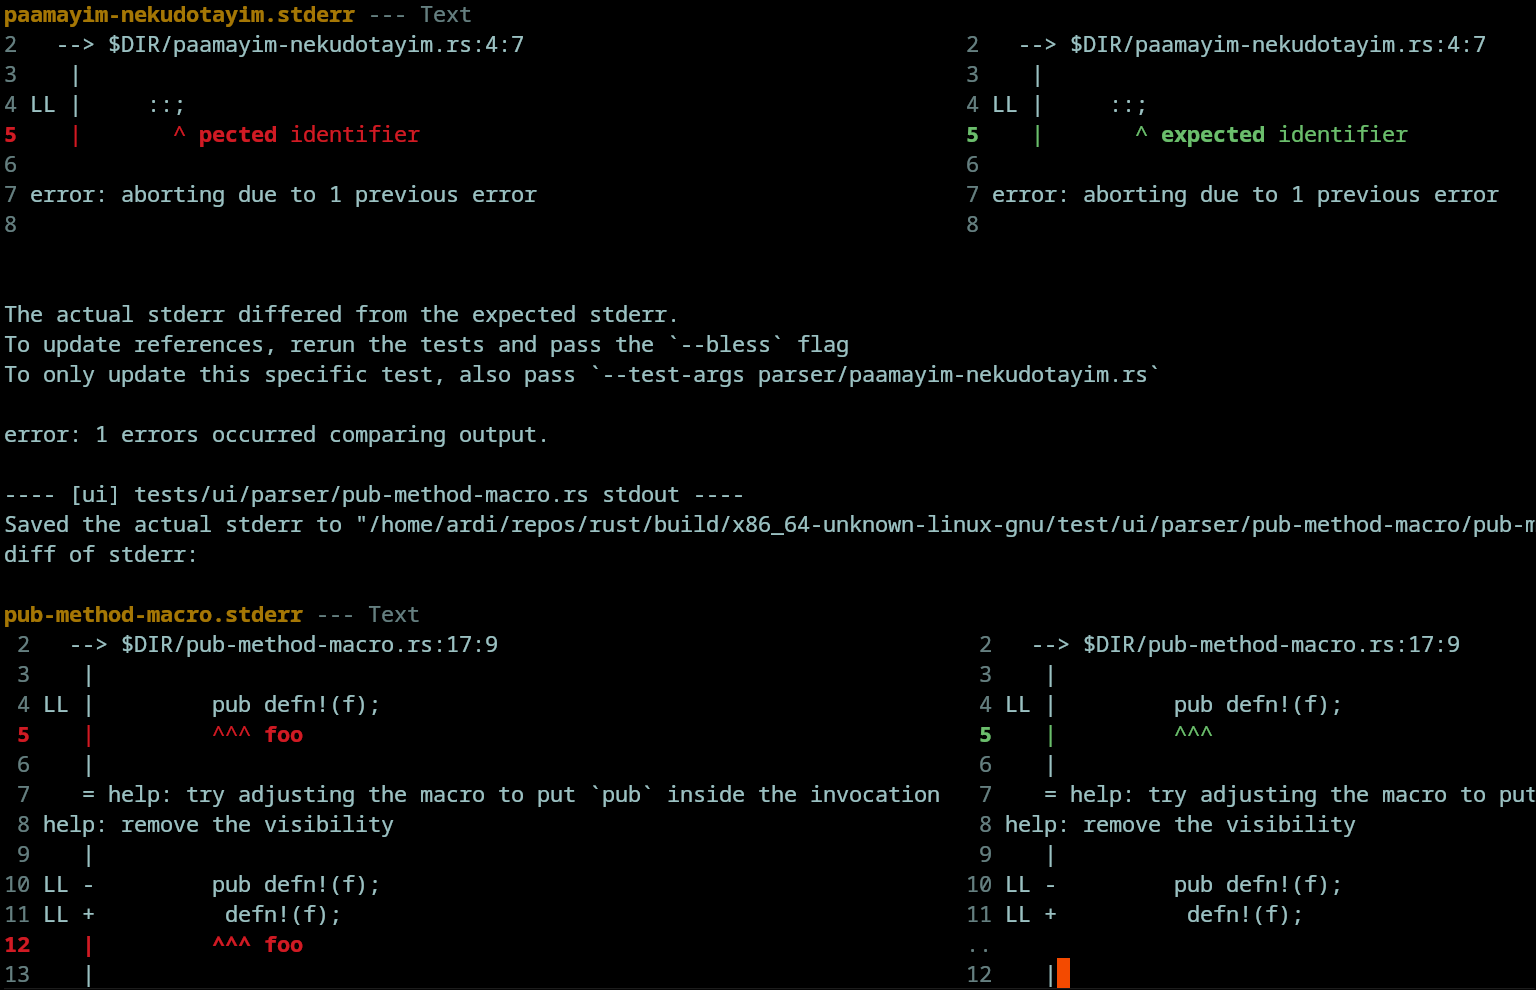 paamayim-nekudotayim.stderr --- Text
2   --> $DIR/paamayim-nekudotayim.rs:4:7                                  2   --> $DIR/paamayim-nekudotayim.rs:4:7
3    |                                                                    3    |
4 LL |     ::;                                                            4 LL |     ::;
5    |       ^ pected identifier                                          5    |       ^ expected identifier
6                                                                         6
7 error: aborting due to 1 previous error                                 7 error: aborting due to 1 previous error
8                                                                         8
The actual stderr differed from the expected stderr.
To update references, rerun the tests and pass the `--bless` flag
To only update this specific test, also pass `--test-args parser/paamayim-nekudotayim.rs`
error: 1 errors occurred comparing output.
---- [ui] tests/ui/parser/pub-method-macro.rs stdout ----
Saved the actual stderr to "/home/ardi/repos/rust/build/x86_64-unknown-linux-gnu/test/ui/parser/pub-method-macro/pub-m
diff of stderr:
pub-method-macro.stderr --- Text
 2   --> $DIR/pub-method-macro.rs:17:9                                     2   --> $DIR/pub-method-macro.rs:17:9
 3    |                                                                    3    |
 4 LL |         pub defn!(f);                                              4 LL |         pub defn!(f);
 5    |         ^^^ foo                                                    5    |         ^^^
 6    |                                                                    6    |
 7    = help: try adjusting the macro to put `pub` inside the invocation   7    = help: try adjusting the macro to put
 8 help: remove the visibility                                             8 help: remove the visibility
 9    |                                                                    9    |
10 LL -         pub defn!(f);                                             10 LL -         pub defn!(f);
11 LL +          defn!(f);                                                11 LL +          defn!(f);
12    |         ^^^ foo                                                   ..
13    |                                                                   12    |